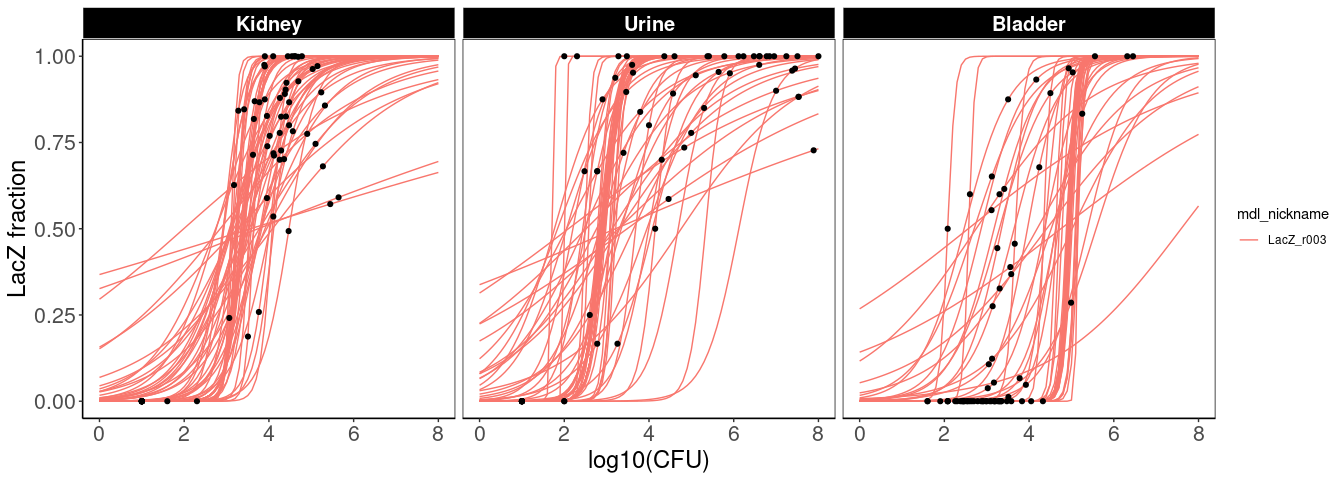 Kidney Urine Bladder
1.00
0.75
0.50
0.25
0.00
LacZ fraction
0 2 4 6 8 0 2 4 6 8 0 2 4 6 8
log10(CFU)
mdl_nickname
LacZ_r003